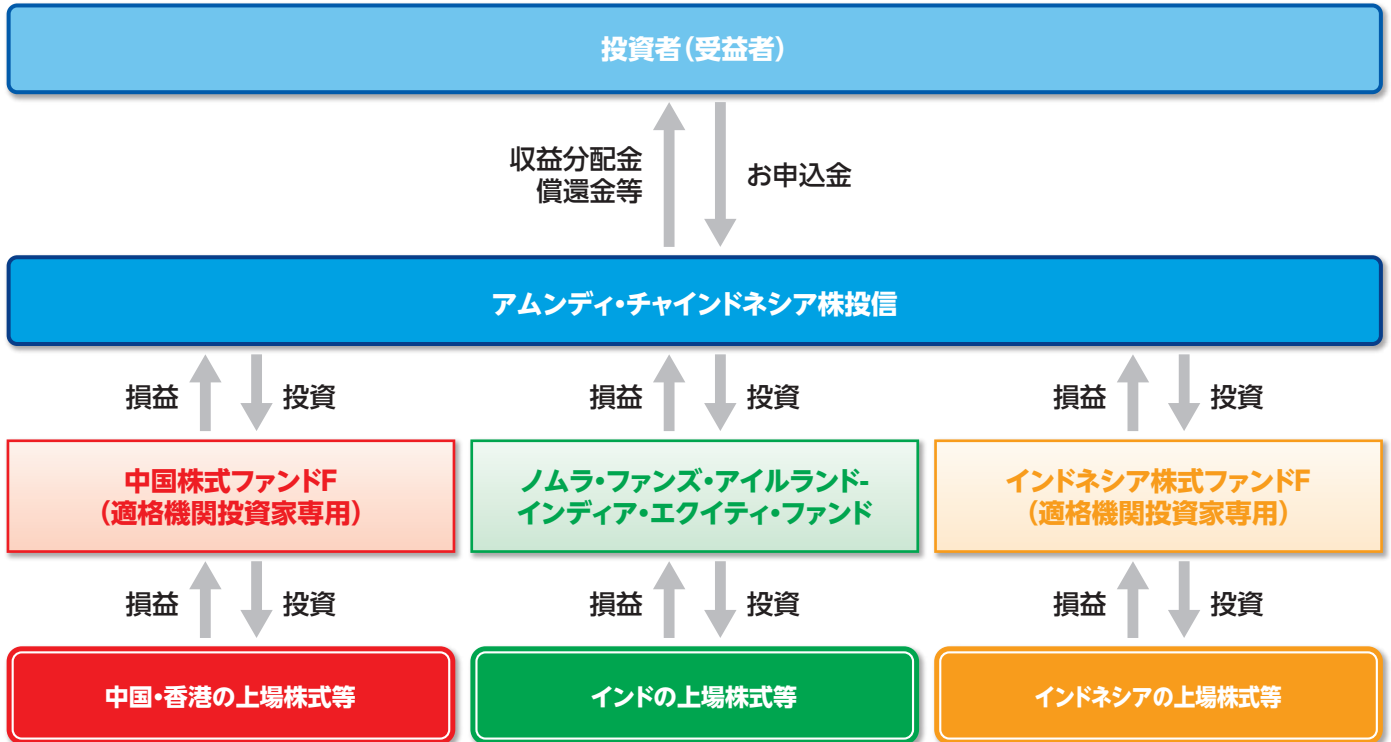 投資者（受益者）
収益分配金
償還金等
お申込金
アムンディ・チャインドネシア株投信
損益
投資
損益
投資
損益
投資
中国株式ファンドF
（適格機関投資家専用）
ノムラ・ファンズ・アイルランド-
インディア・エクイティ・ファンド
インドネシア株式ファンドF
（適格機関投資家専用）
損益
投資
損益
投資
損益
投資
中国・香港の上場株式等
インドの上場株式等
インドネシアの上場株式等